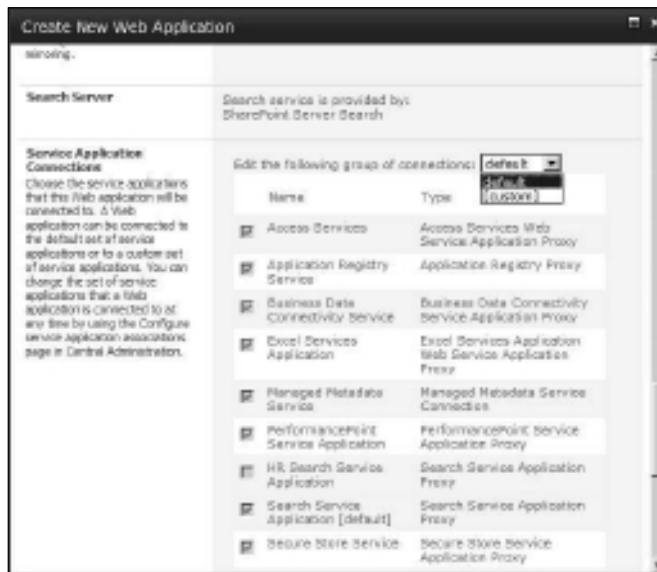 Create New Web Application
mirroring.
Search Server
Search service is provided by:
SharePoint Server Search
Service Application
Connections
Choose the service applications
that this Web application will be
connected to. A Web
application can be connected to
the default set of service
applications or to a custom set
of service applications. You can
change the set of service
applications that a Web
application is connected to at
any time by using the Configure
service application associations
page in Central Administration.
Edit the following group of connections: default
default
[custom]
Name Type
Access Services
Access Services Web
Service Application Proxy
Application Registry
Service
Application Registry Proxy
Business Data
Connectivity Service
Business Data Connectivity
Service Application Proxy
Excel Services
Application
Excel Services Application
Web Service Application
Proxy
Managed Metadata
Service
Managed Metadata Service
Connection
PerformancePoint
Service Application
PerformancePoint Service
Application Proxy
HR Search Service
Application
Search Service Application
Proxy
Search Service
Application [default]
Search Service Application
Proxy
Secure Store Service
Secure Store Service
Application Proxy